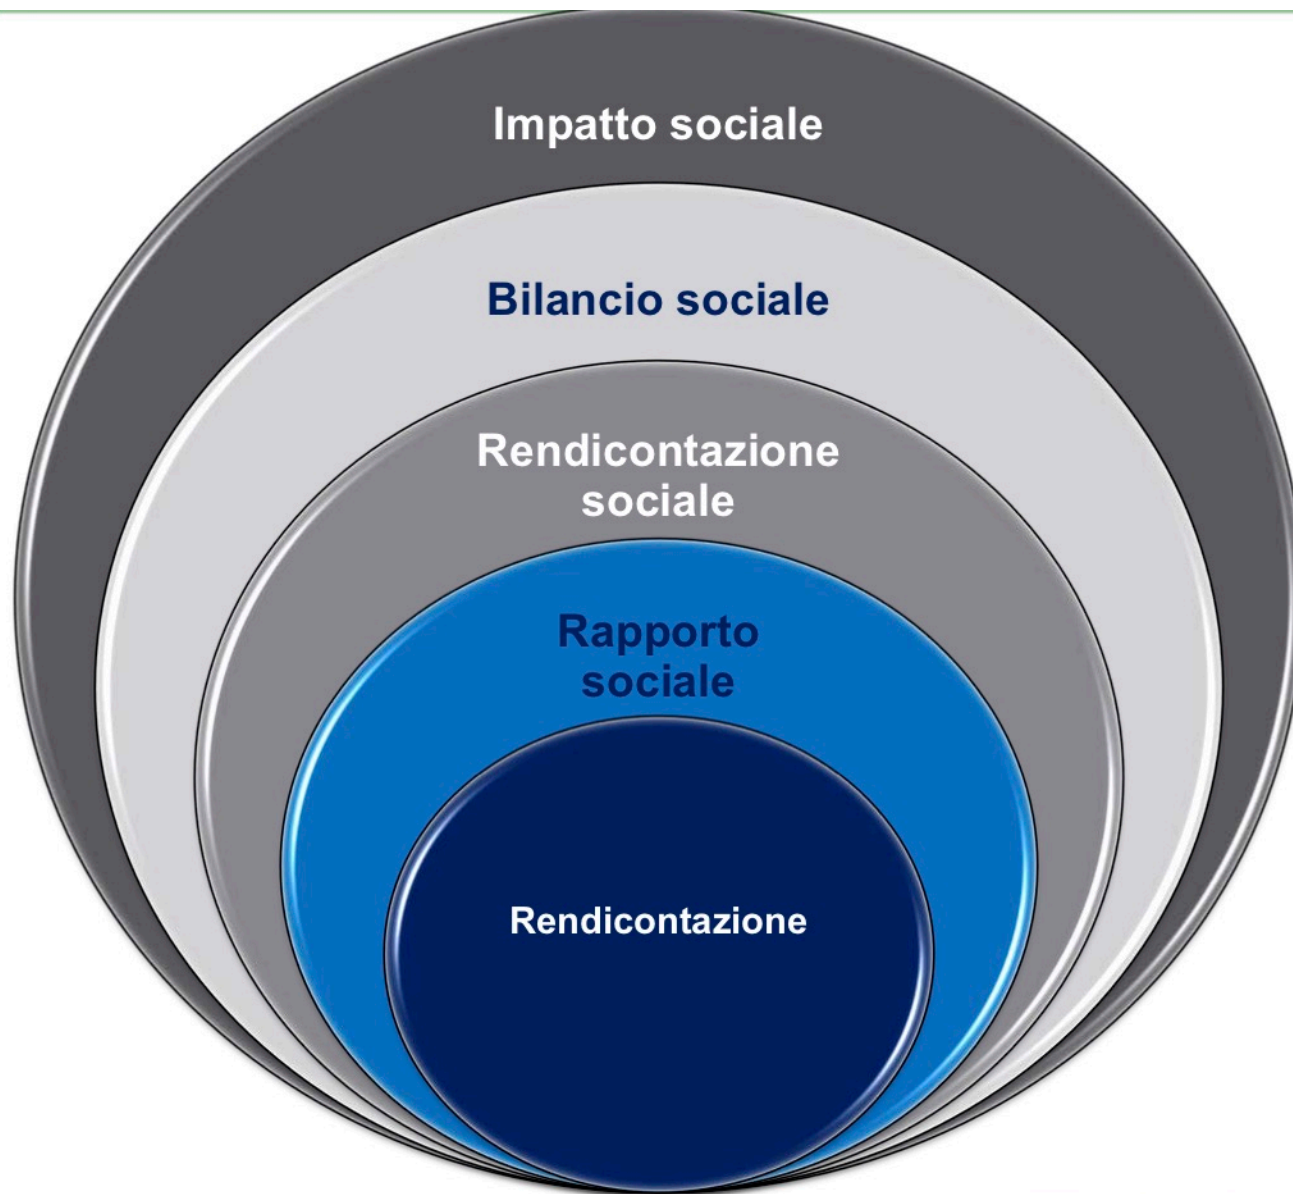 Impatto sociale
Bilancio sociale
Rendicontazione
sociale
Rapporto
sociale
Rendicontazione